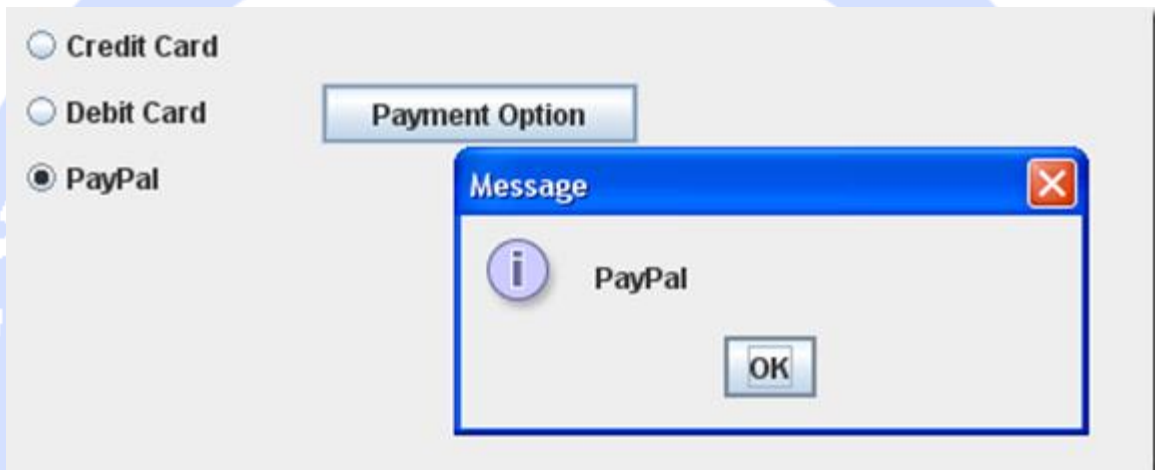 Credit Card
Debit Card
Payment Option
PayPal
Message
i
PayPal
OK